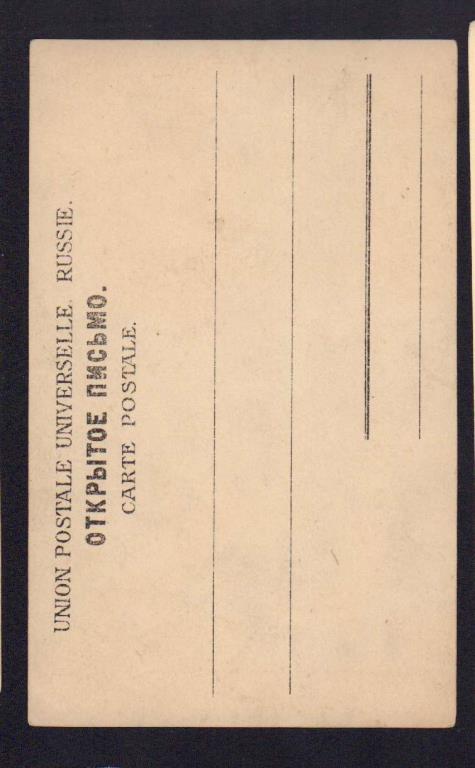 UNION POSTALE UNIVERSELLE. RUSSIE.
ОТКРЫТОЕ ПИСЬМО.
CARTE POSTALE.